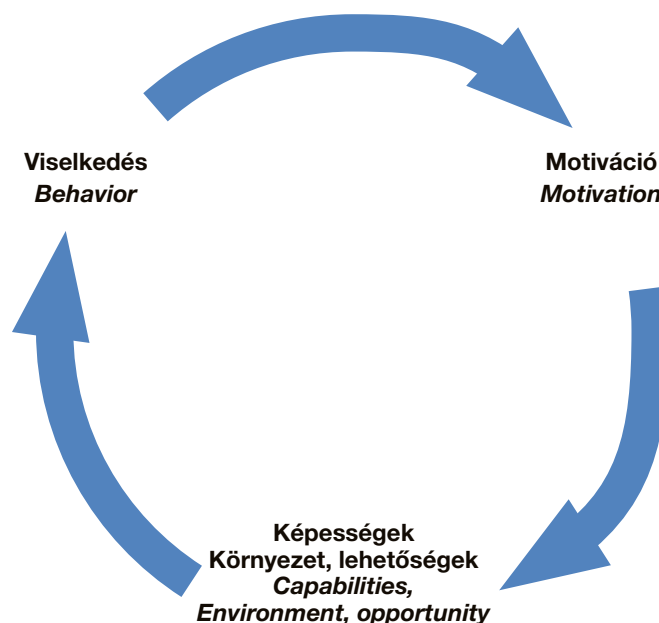 Viselkedés
Behavior
Motiváció
Motivation
Képességek
Környezet, lehetőségek
Capabilities,
Environment, opportunity